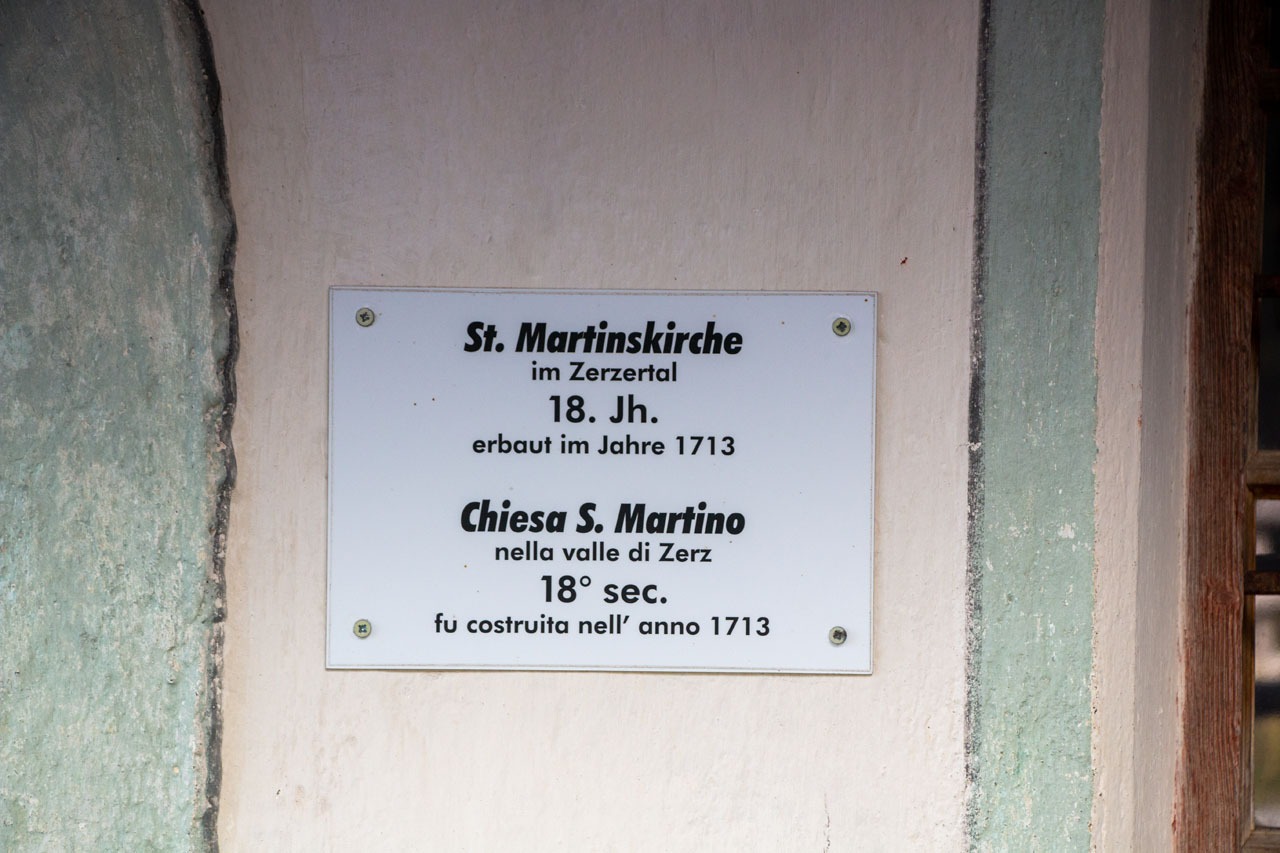 St. Martinskirche
im Zerzertal
18. Jh.
erbaut im Jahre 1713
Chiesa S. Martino
nella valle di Zerz
18° sec.
fu costruita nell' anno 1713